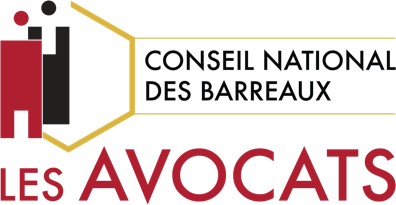 CONSEIL NATIONAL
DES BARREAUX
LES AVOCATS